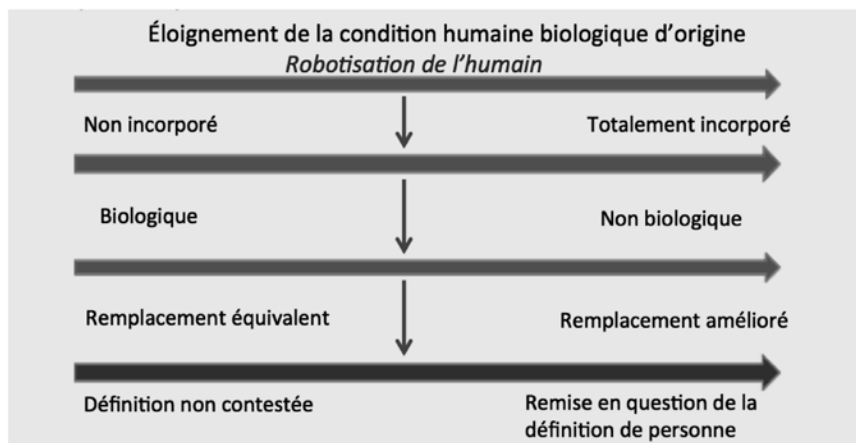 Éloignement de la condition humaine biologique d’origine
Robotisation de l’humain
Non incorporé
Totalement incorporé
Biologique
Non biologique
Remplacement équivalent
Remplacement amélioré
Définition non contestée
Remise en question de la
définition de personne